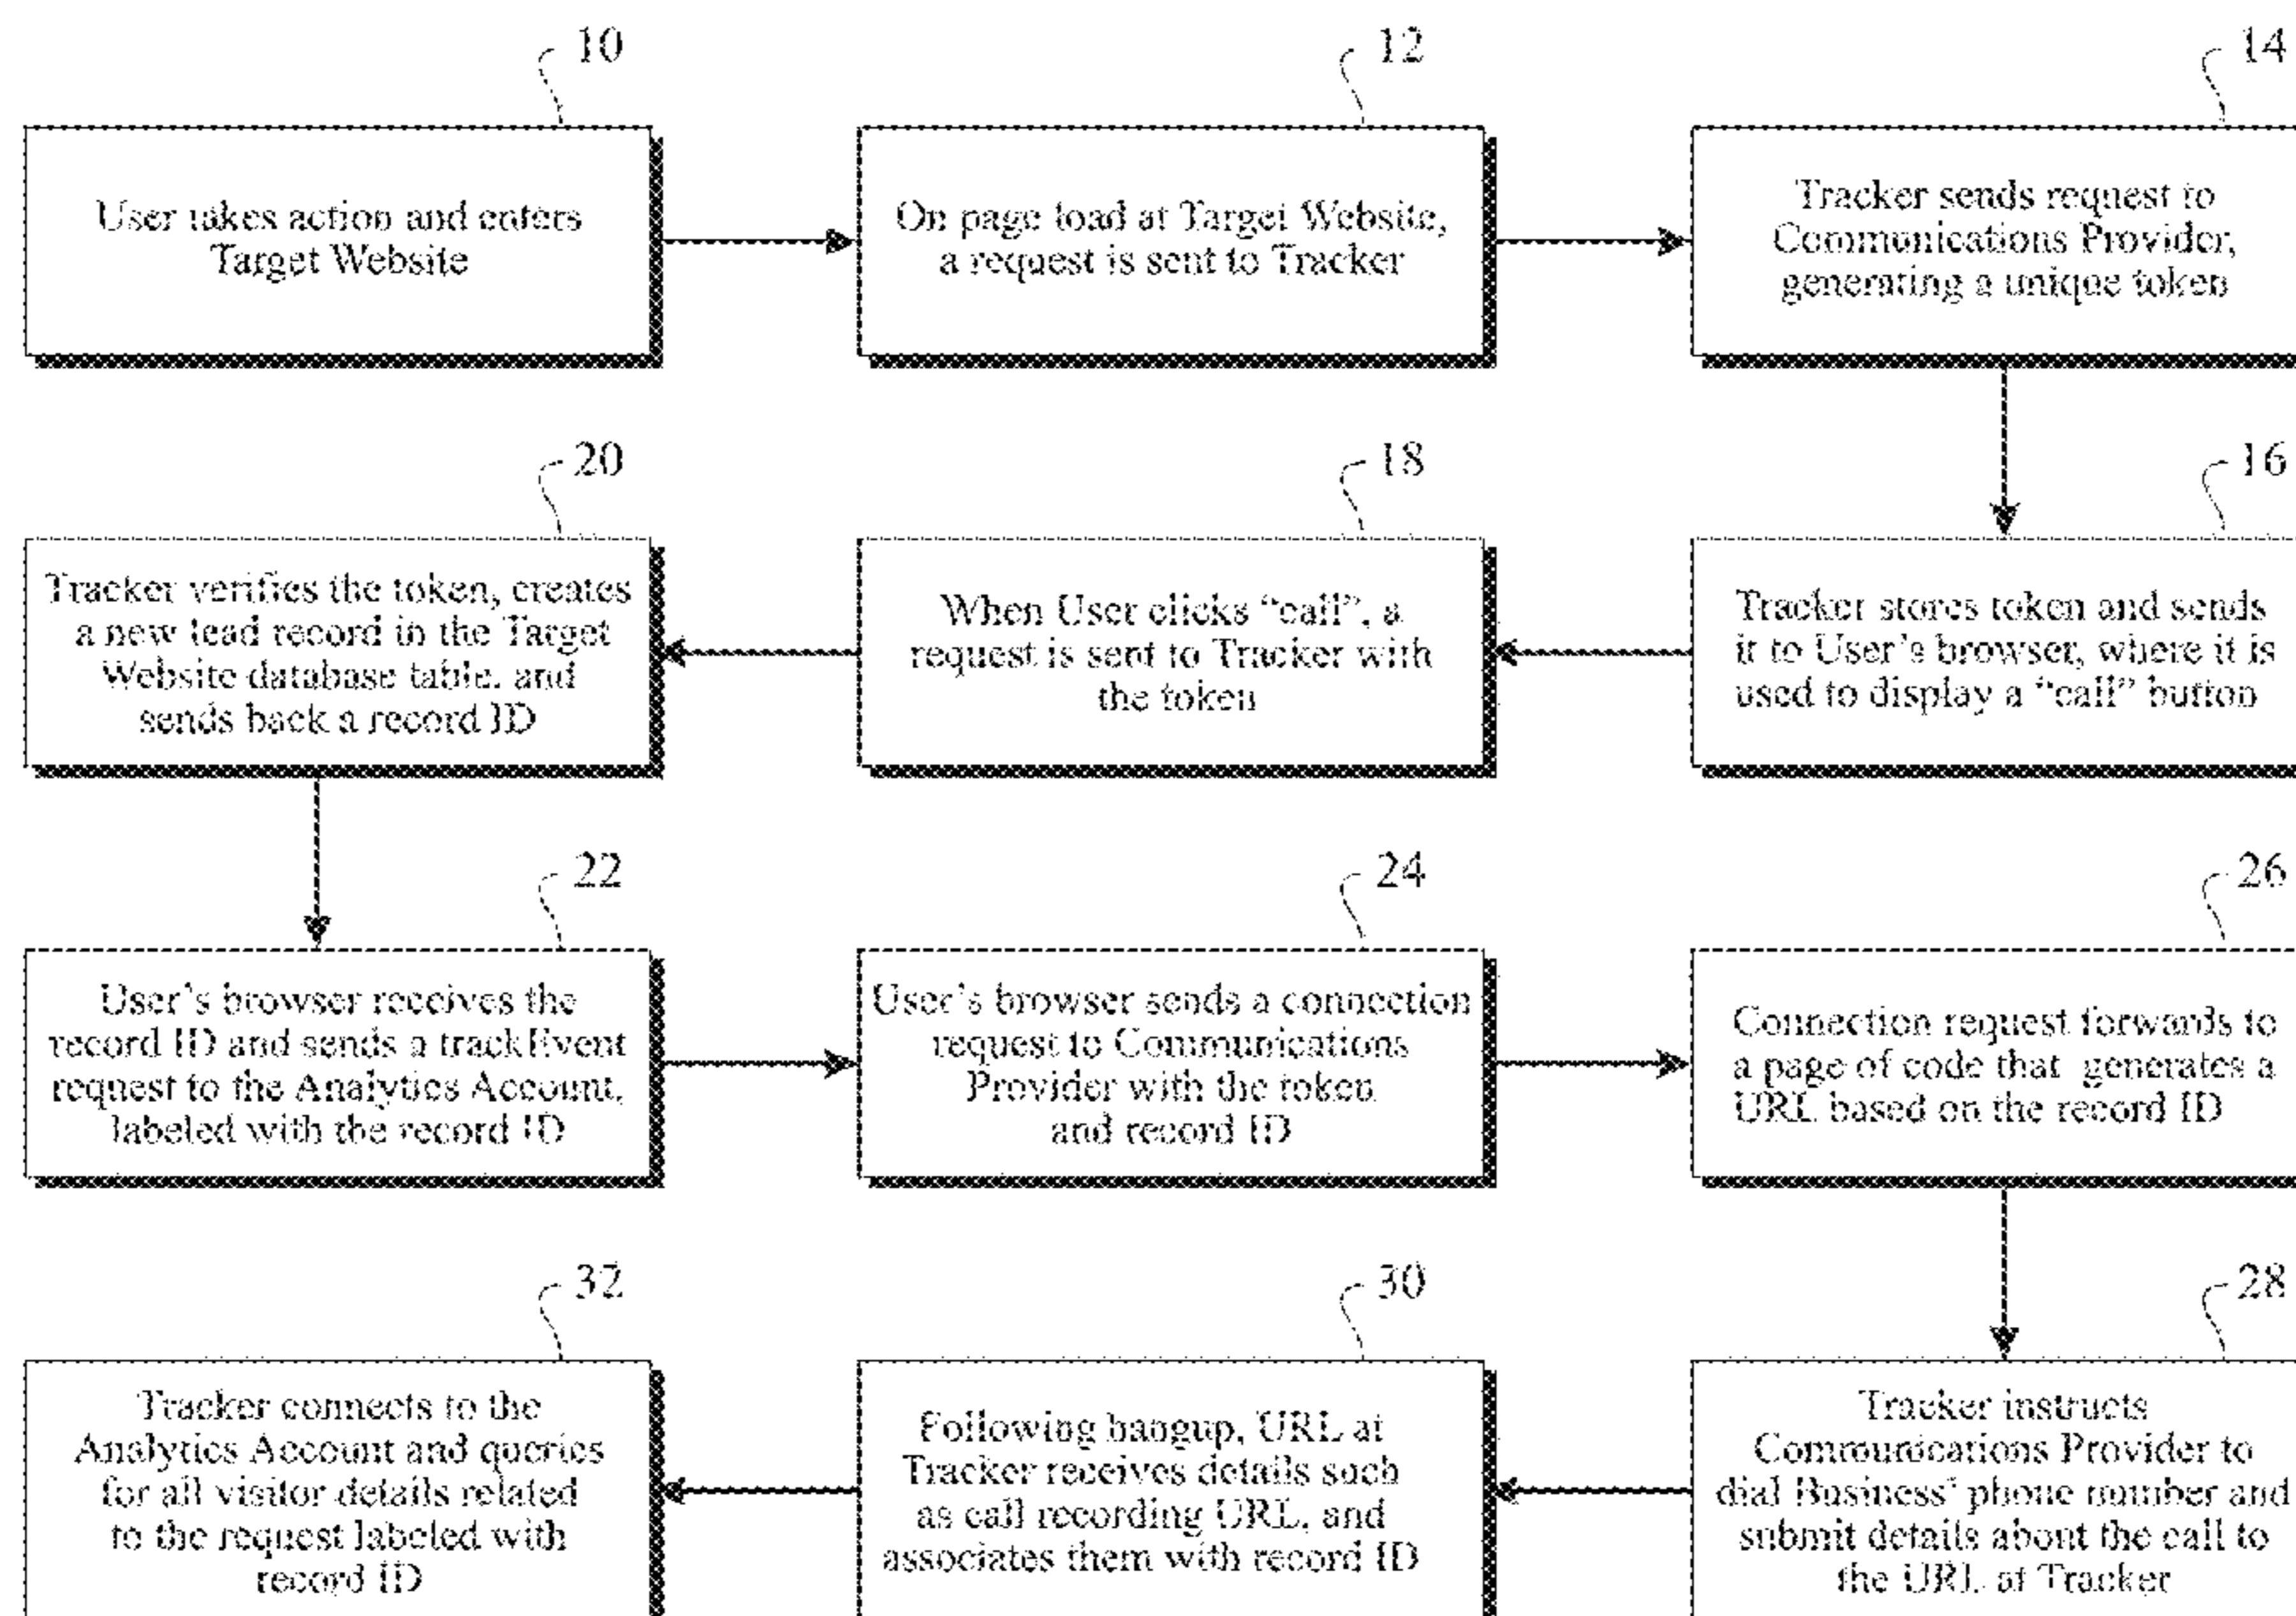 10
User takes action and enters
Target Website
12
On page load at Target Website,
a request is sent to Tracker
14
Tracker sends request to
Communications Provider,
generating a unique token
16
Tracker stores token and sends
it to User's browser, where it is
used to display a “call” button
18
When User clicks “call”, a
request is sent to Tracker with
the token
20
Tracker verifies the token, creates
a new lead record in the Target
Website database table, and
sends back a record ID
22
User's browser receives the
record ID and sends a trackEvent
request to the Analytics Account,
labeled with the record ID
24
User's browser sends a connection
request to Communications
Provider with the token
and record ID
26
Connection request forwards to
a page of code that generates a
URL based on the record ID
28
Tracker instructs
Communications Provider to
dial Business' phone number and
submit details about the call to
the URL at Tracker
30
Following hangup, URL at
Tracker receives details such
as call recording URL, and
associates them with record ID
32
Tracker connects to the
Analytics Account and queries
for all visitor details related
to the request labeled with
record ID